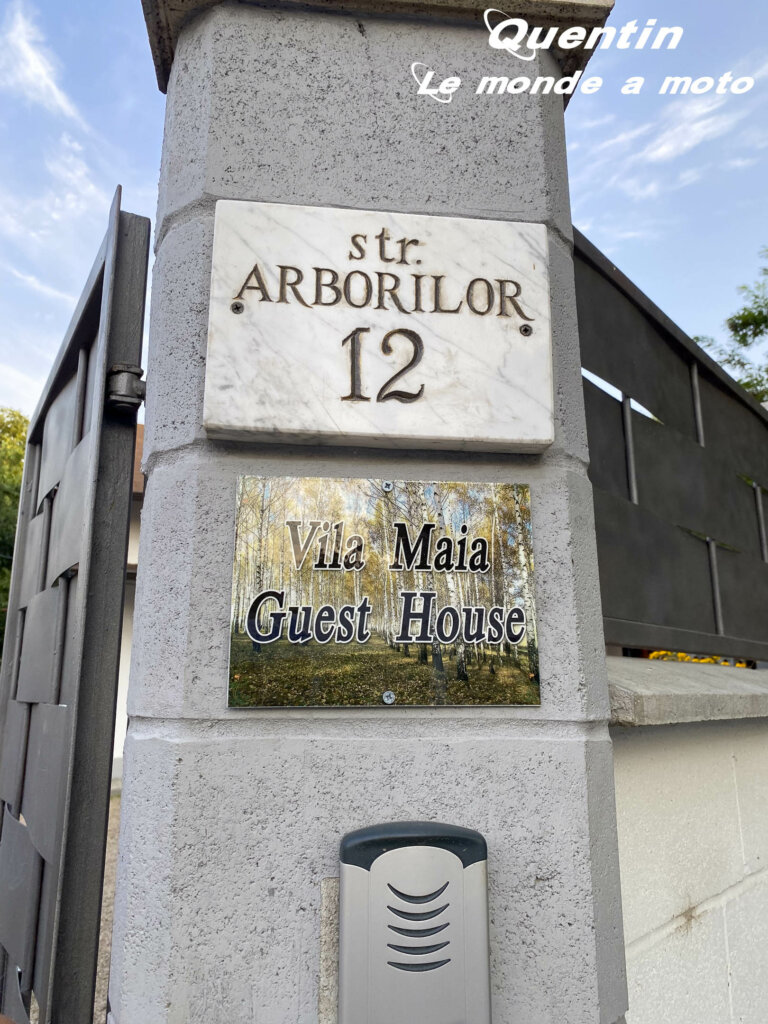 Quentin
Le monde a moto
str.
ARBORILOR
12
Vila Maia
Guest House